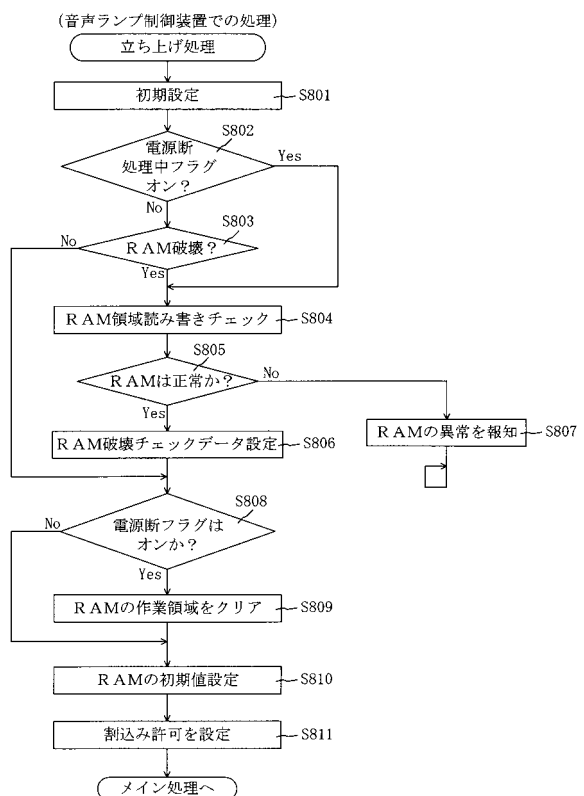 (音声ランプ制御装置での処理)
立ち上げ処理
初期設定
S801
S802
電源断
処理中フラグ
オン?
Yes
No
S803
No
RAM破壊?
Yes
RAM領域読み書きチェック
S804
S805
RAMは正常か?
No
Yes
RAMの異常を報知
S807
RAM破壊チェックデータ設定
S806
S808
No
電源断フラグは
オンか?
Yes
RAMの作業領域をクリア
S809
RAMの初期値設定
S810
割込み許可を設定
S811
メイン処理へ